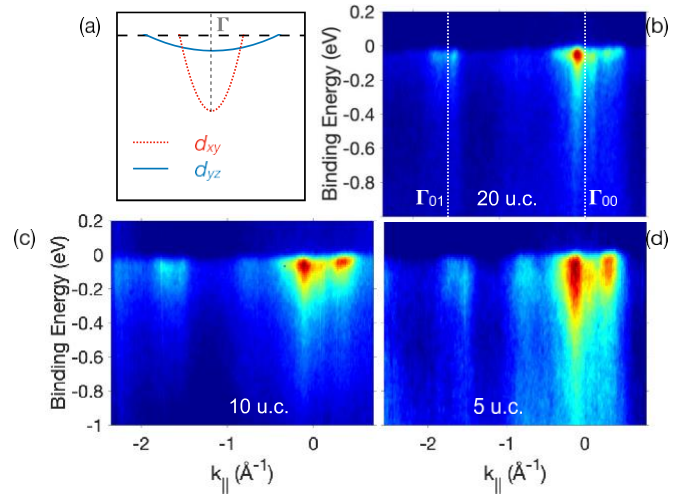 (a)
Γ
dxy
dyz
(b)
Binding Energy (eV)
0.2
0
-0.2
-0.4
-0.6
-0.8
Γ01
20 u.c.
Γ00
(c)
Binding Energy (eV)
0.2
0
-0.2
-0.4
-0.6
-0.8
-1
10 u.c.
-2
-1
0
k|| (Å-1)
(d)
5 u.c.
-2
-1
0
k|| (Å-1)